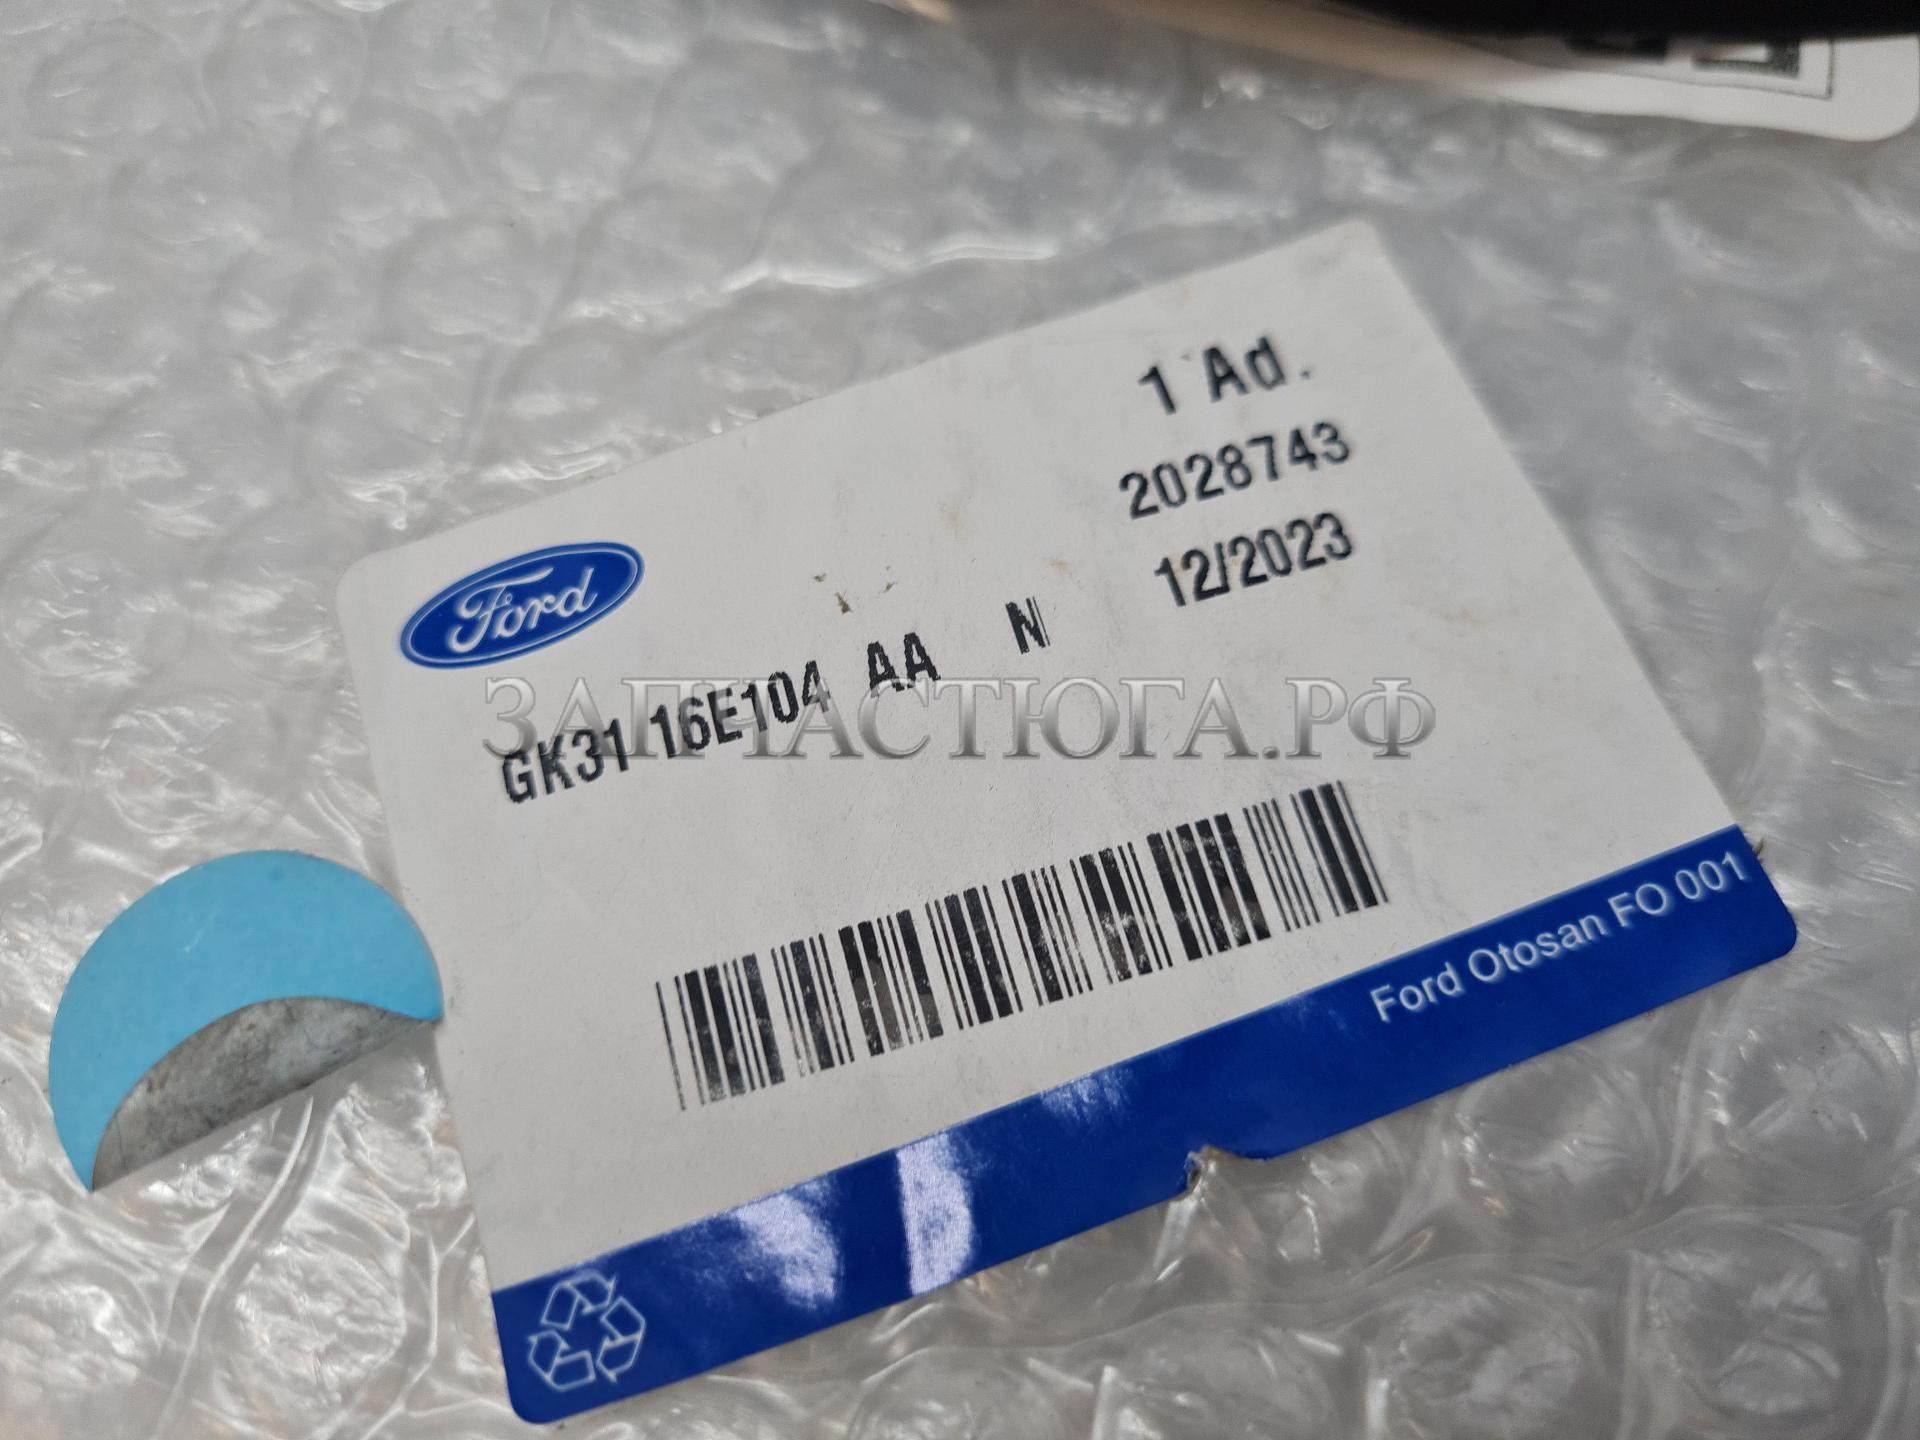 1 Ad.
2028743
12/2023
Ford
GK31 16E104 AA N
ЗАПЧАСТЮГА.РФ
Ford Otosan FO 001